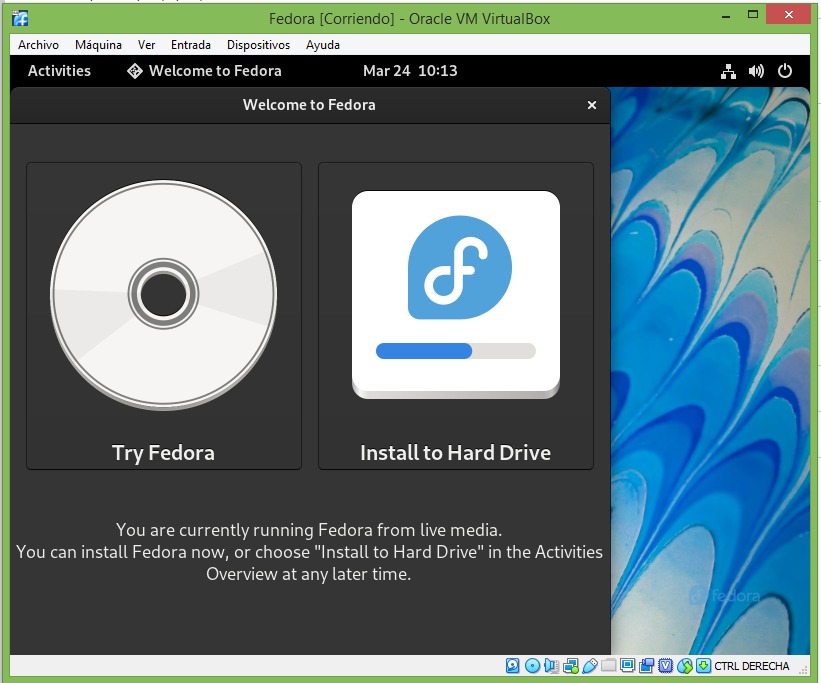 Fedora [Corriendo] - Oracle VM VirtualBox
Archivo Máquina Ver Entrada Dispositivos Ayuda
Activities Welcome to Fedora Mar 24 10:13
Welcome to Fedora
Try Fedora
Install to Hard Drive
You are currently running Fedora from live media.
You can install Fedora now, or choose "Install to Hard Drive" in the Activities
Overview at any later time.
fedora
CTRL DERECHA